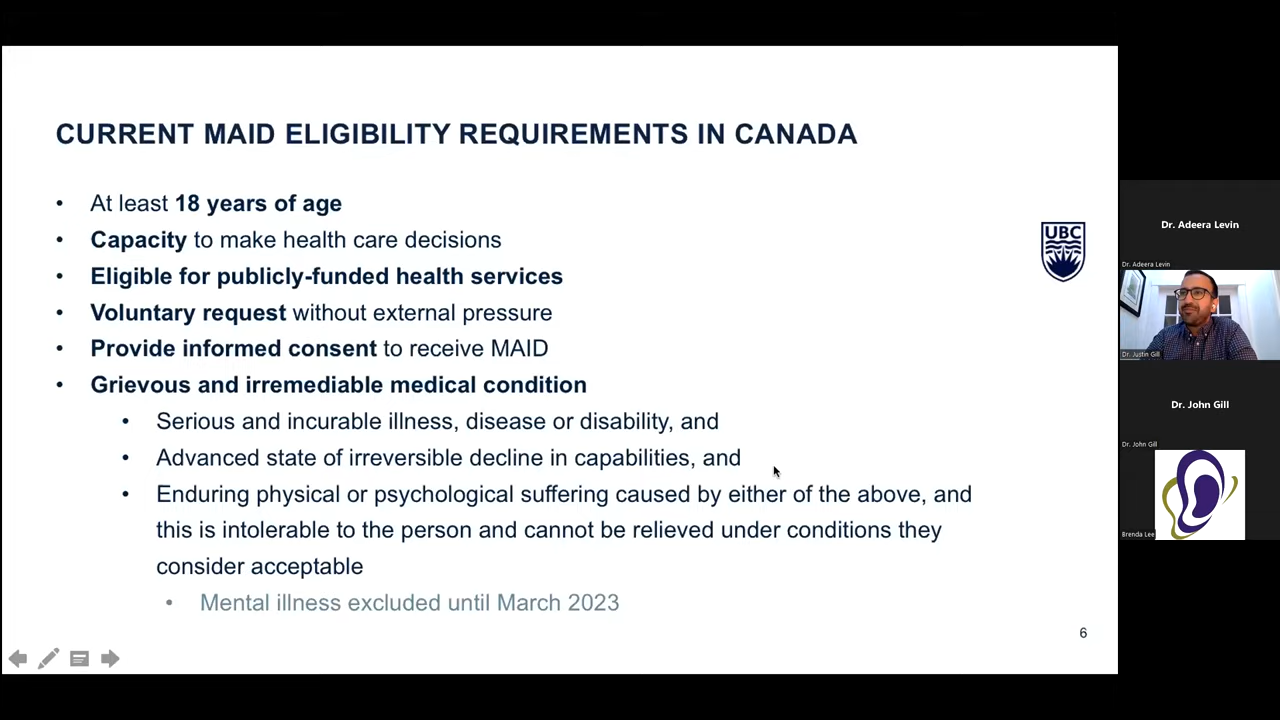 CURRENT MAID ELIGIBILITY REQUIREMENTS IN CANADA
• At least 18 years of age
• Capacity to make health care decisions
• Eligible for publicly-funded health services
• Voluntary request without external pressure
• Provide informed consent to receive MAID
• Grievous and irremediable medical condition
• Serious and incurable illness, disease or disability, and
• Advanced state of irreversible decline in capabilities, and
• Enduring physical or psychological suffering caused by either of the above, and
this is intolerable to the person and cannot be relieved under conditions they
consider acceptable
• Mental illness excluded until March 2023
6
UBC
Dr. Adeera Levin
Dr. Adeera Levin
Dr. Justin Gill
Dr. John Gill
Dr. John Gill
Brenda Lee